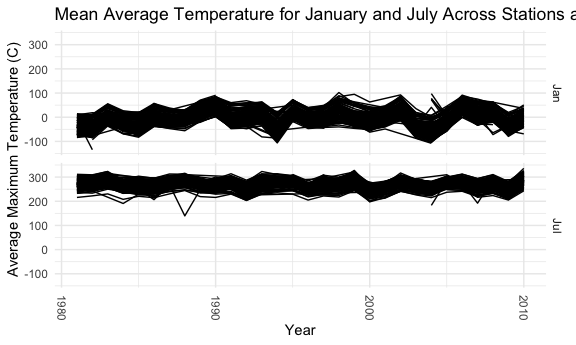 Mean Average Temperature for January and July Across Stations a
Average Maximum Temperature (C)
300
200
100
0
-100
Jan
300
200
100
0
-100
Jul
1980
1990
2000
2010
Year